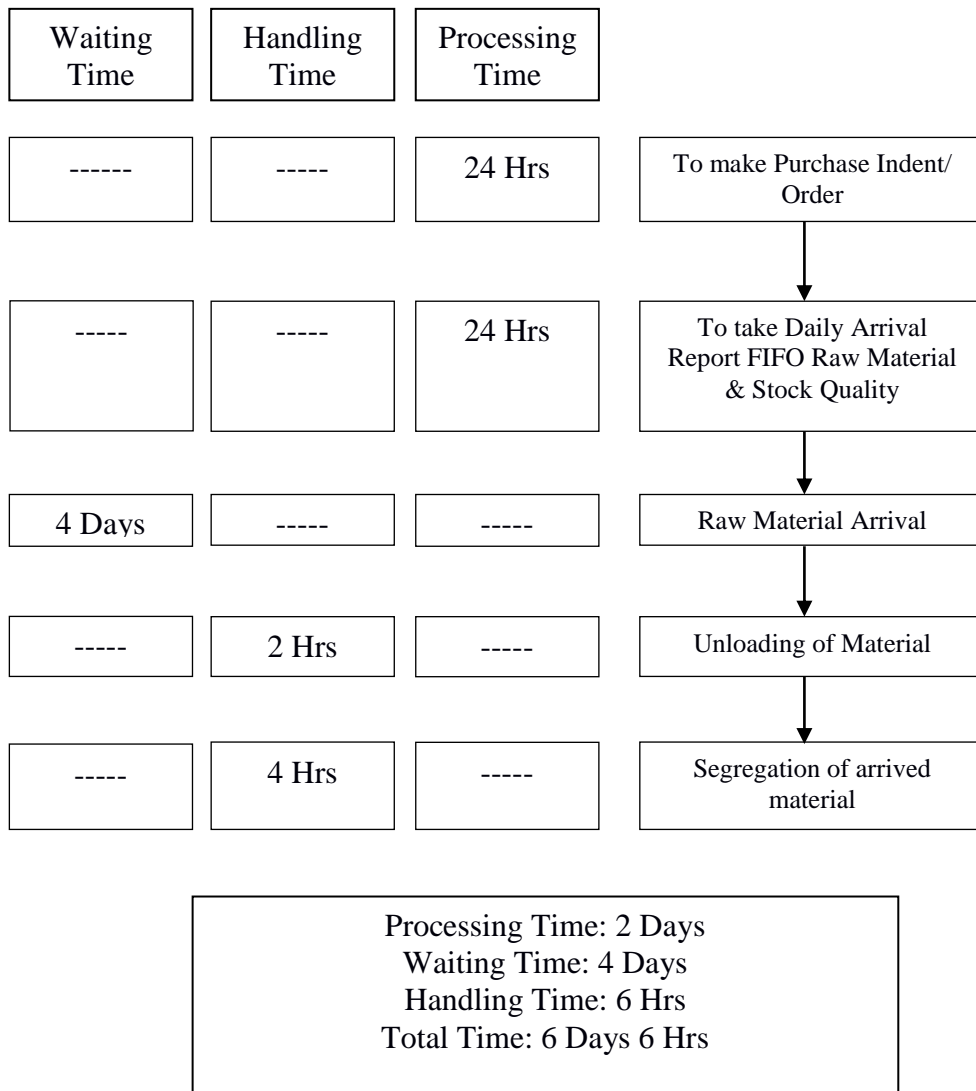 Waiting
Time
Handling
Time
Processing
Time
------
-----
24 Hrs
To make Purchase Indent/
Order
-----
-----
24 Hrs
To take Daily Arrival
Report FIFO Raw Material
& Stock Quality
4 Days
-----
-----
Raw Material Arrival
-----
2 Hrs
-----
Unloading of Material
-----
4 Hrs
-----
Segregation of arrived
material
Processing Time: 2 Days
Waiting Time: 4 Days
Handling Time: 6 Hrs
Total Time: 6 Days 6 Hrs